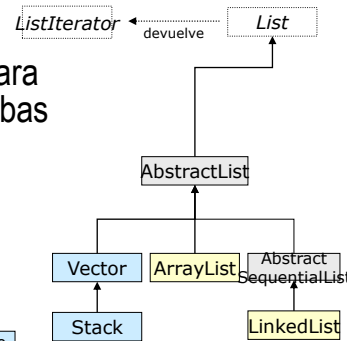 ListIterator
devuelve
List
ara
bas
AbstractList
Vector
ArrayList
Abstract
SequentialList
Stack
LinkedList